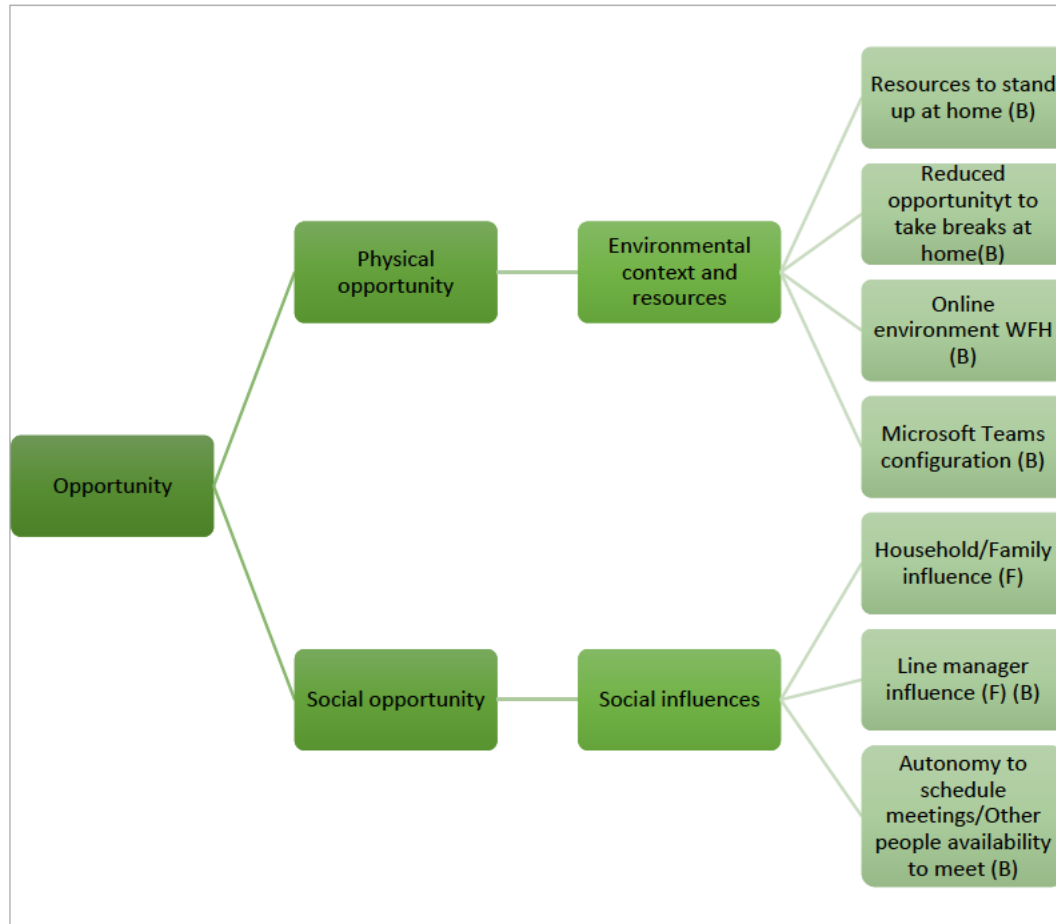 Resources to stand
up at home (B)
Reduced
opportunityt to
take breaks at
home(B)
Physical
opportunity
Environmental
context and
resources
Online
environment WFH
(B)
Microsoft Teams
configuration (B)
Opportunity
Household/Family
influence (F)
Social opportunity
Social influences
Line manager
influence (F) (B)
Autonomy to
schedule
meetings/Other
people availability
to meet (B)